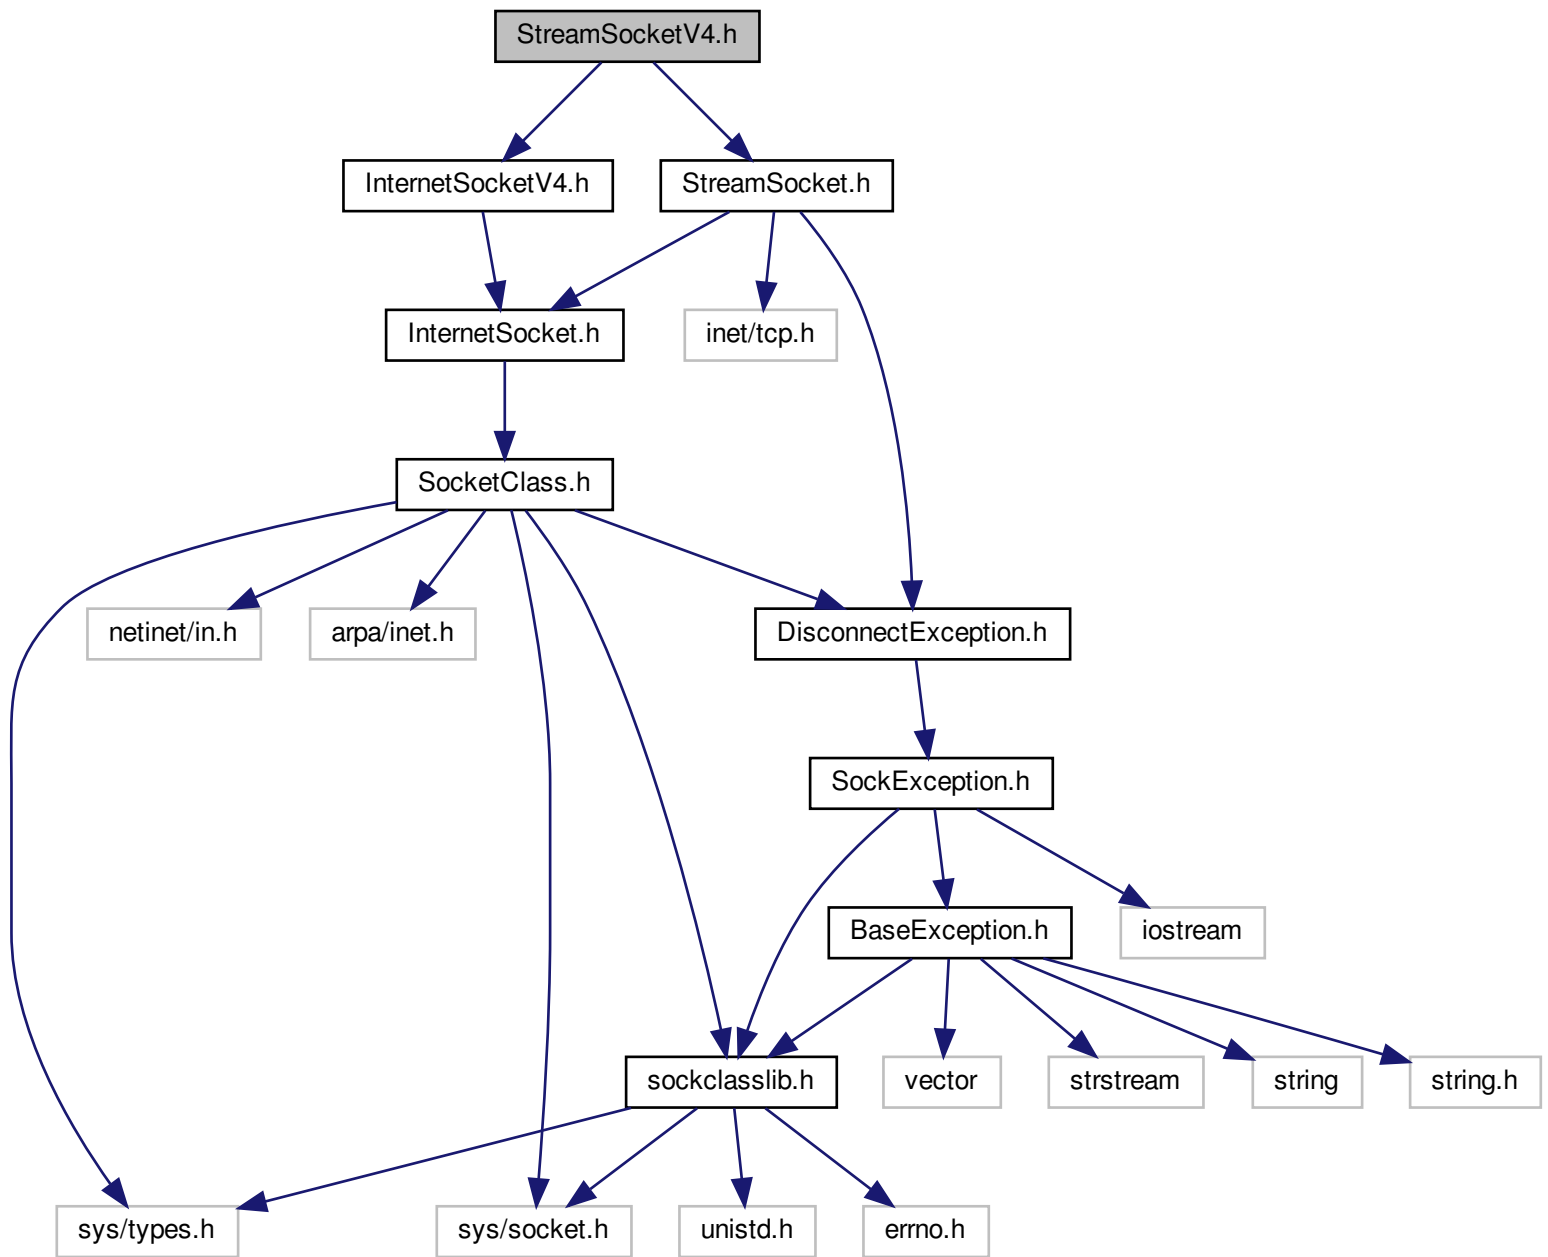 StreamSocketV4.h
InternetSocketV4.h
StreamSocket.h
InternetSocket.h
inet/tcp.h
SocketClass.h
netinet/in.h
arpa/inet.h
DisconnectException.h
SockException.h
BaseException.h
iostream
sockclasslib.h
vector
strstream
string
string.h
sys/types.h
sys/socket.h
unistd.h
errno.h